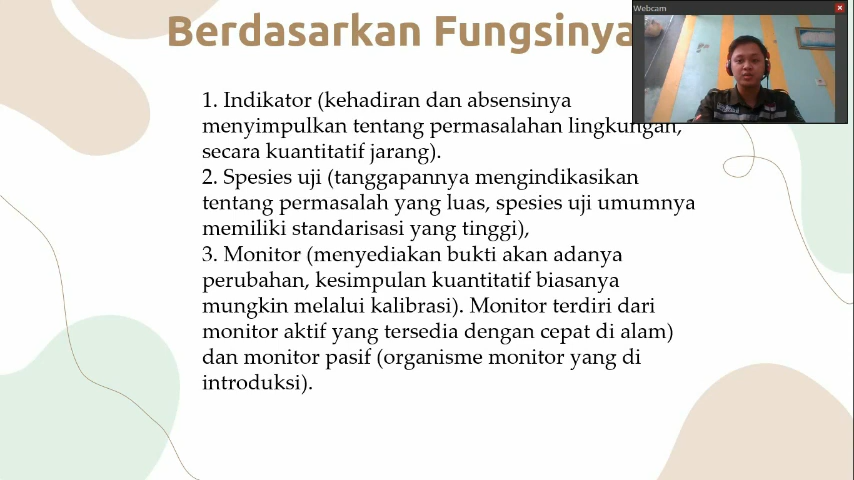 Berdasarkan Fungsinya
Webcam
1. Indikator (kehadiran dan absensinya
menyimpulkan tentang permasalahan lingkungan,
secara kuantitatif jarang).
2. Spesies uji (tanggapannya mengindikasikan
tentang permasalah yang luas, spesies uji umumnya
memiliki standarisasi yang tinggi),
3. Monitor (menyediakan bukti akan adanya
perubahan, kesimpulan kuantitatif biasanya
mungkin melalui kalibrasi). Monitor terdiri dari
monitor aktif yang tersedia dengan cepat di alam)
dan monitor pasif (organisme monitor yang di
introduksi).